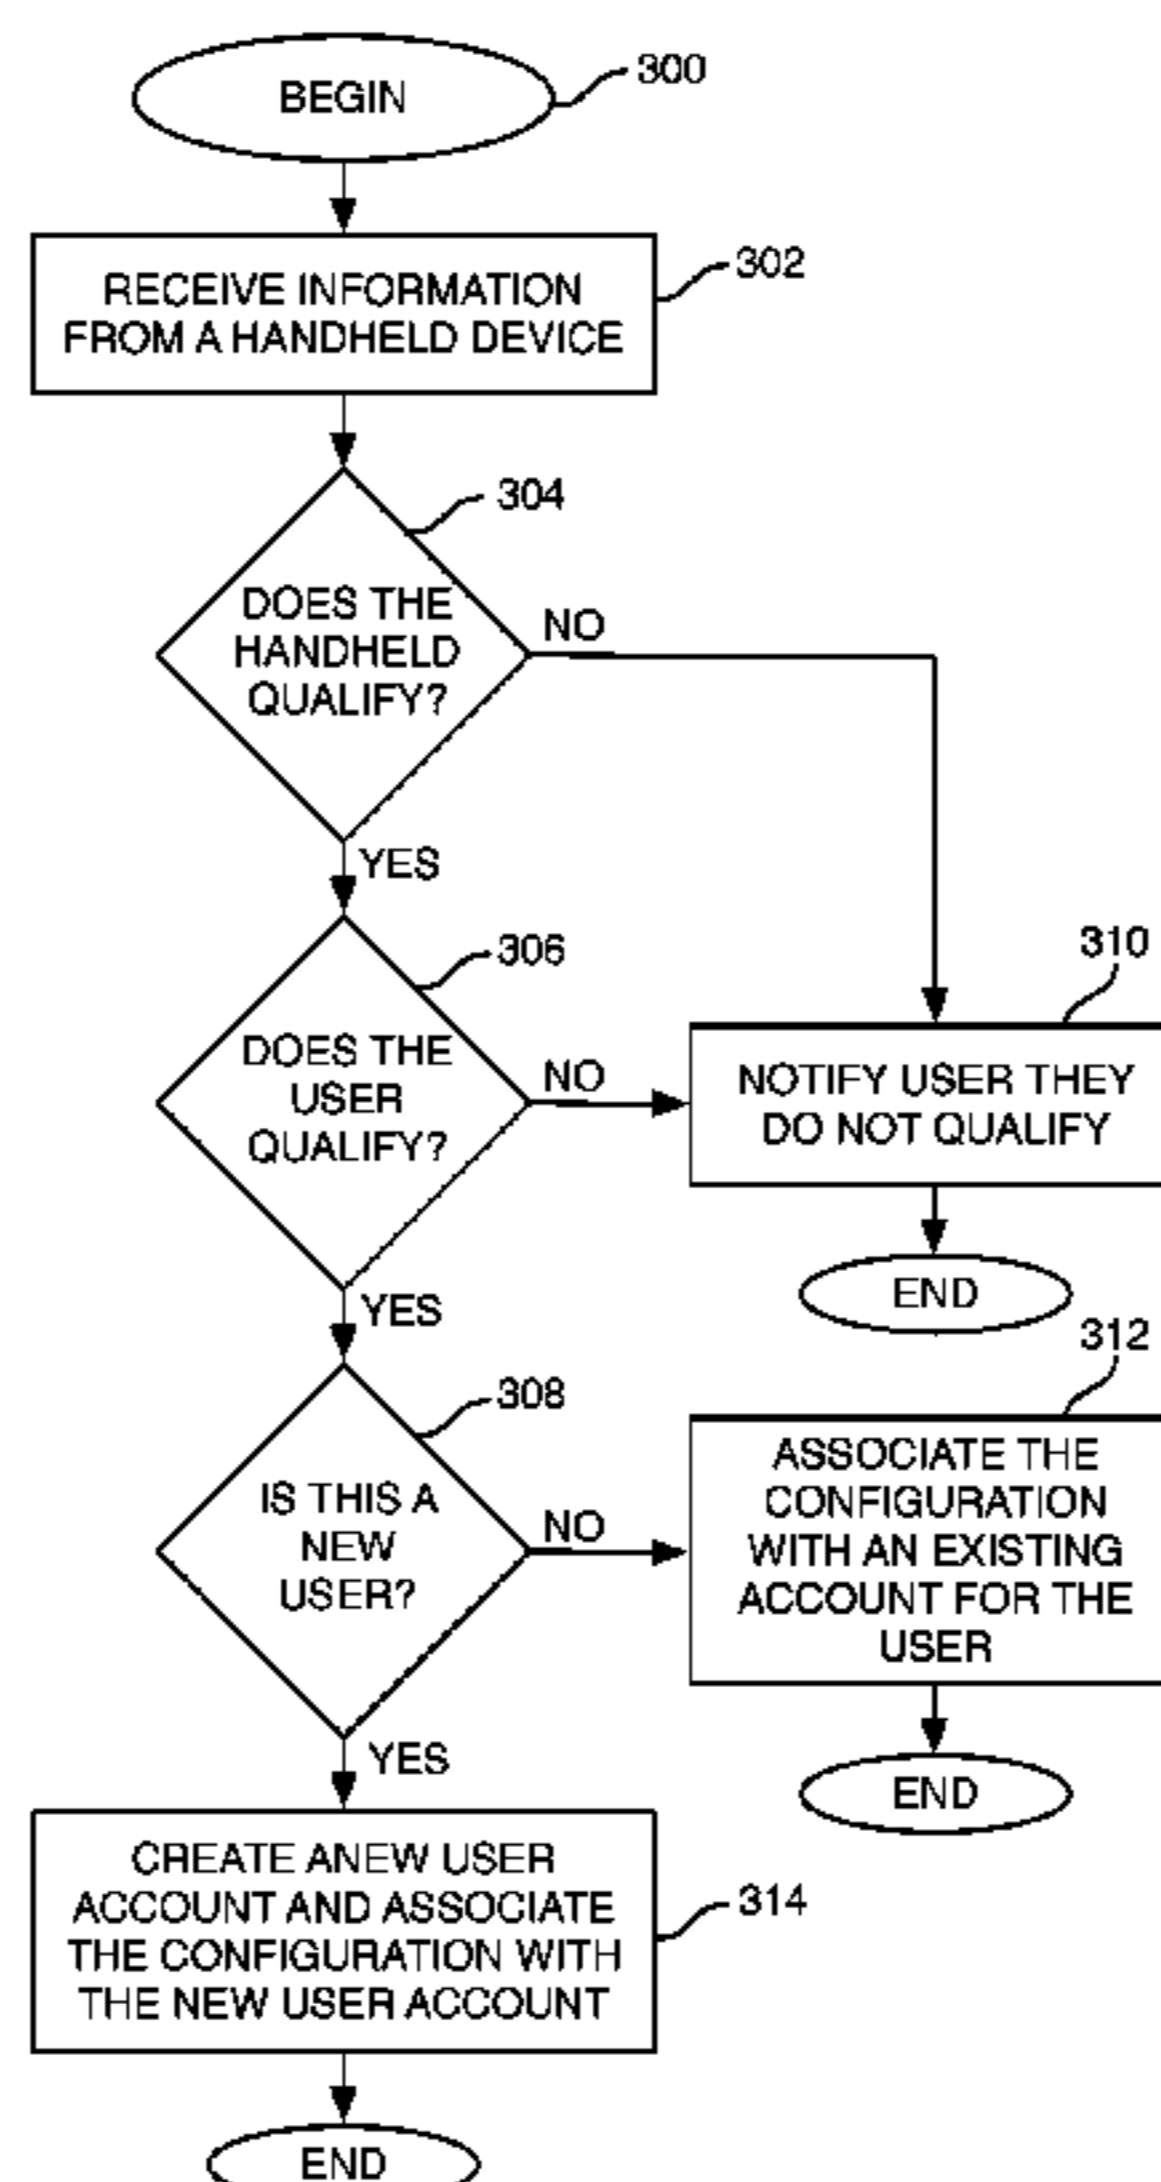 BEGIN
300
RECEIVE INFORMATION
FROM A HANDHELD DEVICE
302
304
DOES THE
HANDHELD
QUALIFY?
NO
YES
306
DOES THE
USER
QUALIFY?
NO
310
NOTIFY USER THEY
DO NOT QUALIFY
END
YES
308
IS THIS A
NEW
USER?
NO
312
ASSOCIATE THE
CONFIGURATION
WITH AN EXISTING
ACCOUNT FOR THE
USER
END
YES
CREATE ANEW USER
ACCOUNT AND ASSOCIATE
THE CONFIGURATION WITH
THE NEW USER ACCOUNT
314
END